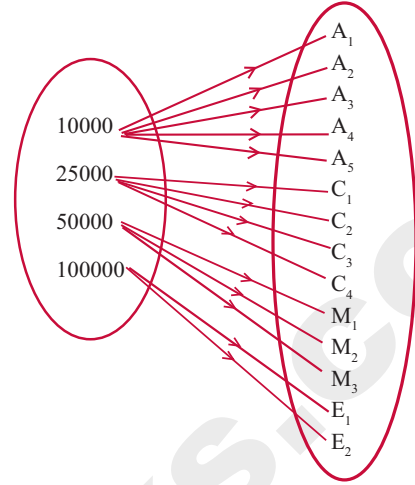 10000
25000
50000
100000
A₁
A₂
A₃
A₄
A₅
C₁
C₂
C₃
C₄
M₁
M₂
M₃
E₁
E₂